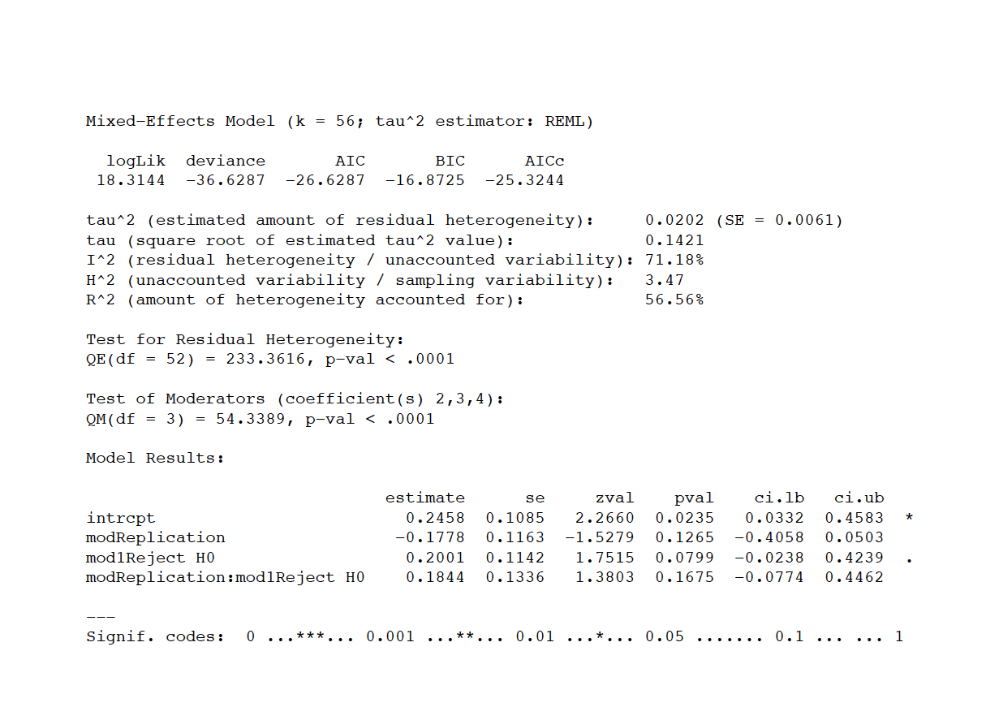 Mixed-Effects Model (k = 56; tau^2 estimator: REML)
logLik deviance AIC BIC AICc
18.3144 -36.6287 -26.6287 -16.8725 -25.3244
tau^2 (estimated amount of residual heterogeneity): 0.0202 (SE = 0.0061)
tau (square root of estimated tau^2 value): 0.1421
I^2 (residual heterogeneity / unaccounted variability): 71.18%
H^2 (unaccounted variability / sampling variability): 3.47
R^2 (amount of heterogeneity accounted for): 56.56%
Test for Residual Heterogeneity:
QE(df = 52) = 233.3616, p-val < .0001
Test of Moderators (coefficient(s) 2,3,4):
QM(df = 3) = 54.3389, p-val < .0001
Model Results:
estimate se zval pval ci.lb ci.ub
intrcpt 0.2458 0.1085 2.2660 0.0235 0.0332 0.4583 *
modReplication -0.1778 0.1163 -1.5279 0.1265 -0.4058 0.0503
mod1Reject H0 0.2001 0.1142 1.7515 0.0799 -0.0238 0.4239 .
modReplication:mod1Reject H0 0.1844 0.1336 1.3803 0.1675 -0.0774 0.4462
---
Signif. codes: 0 ...***... 0.001 ...**... 0.01 ...*... 0.05 ....... 0.1 ... ... 1